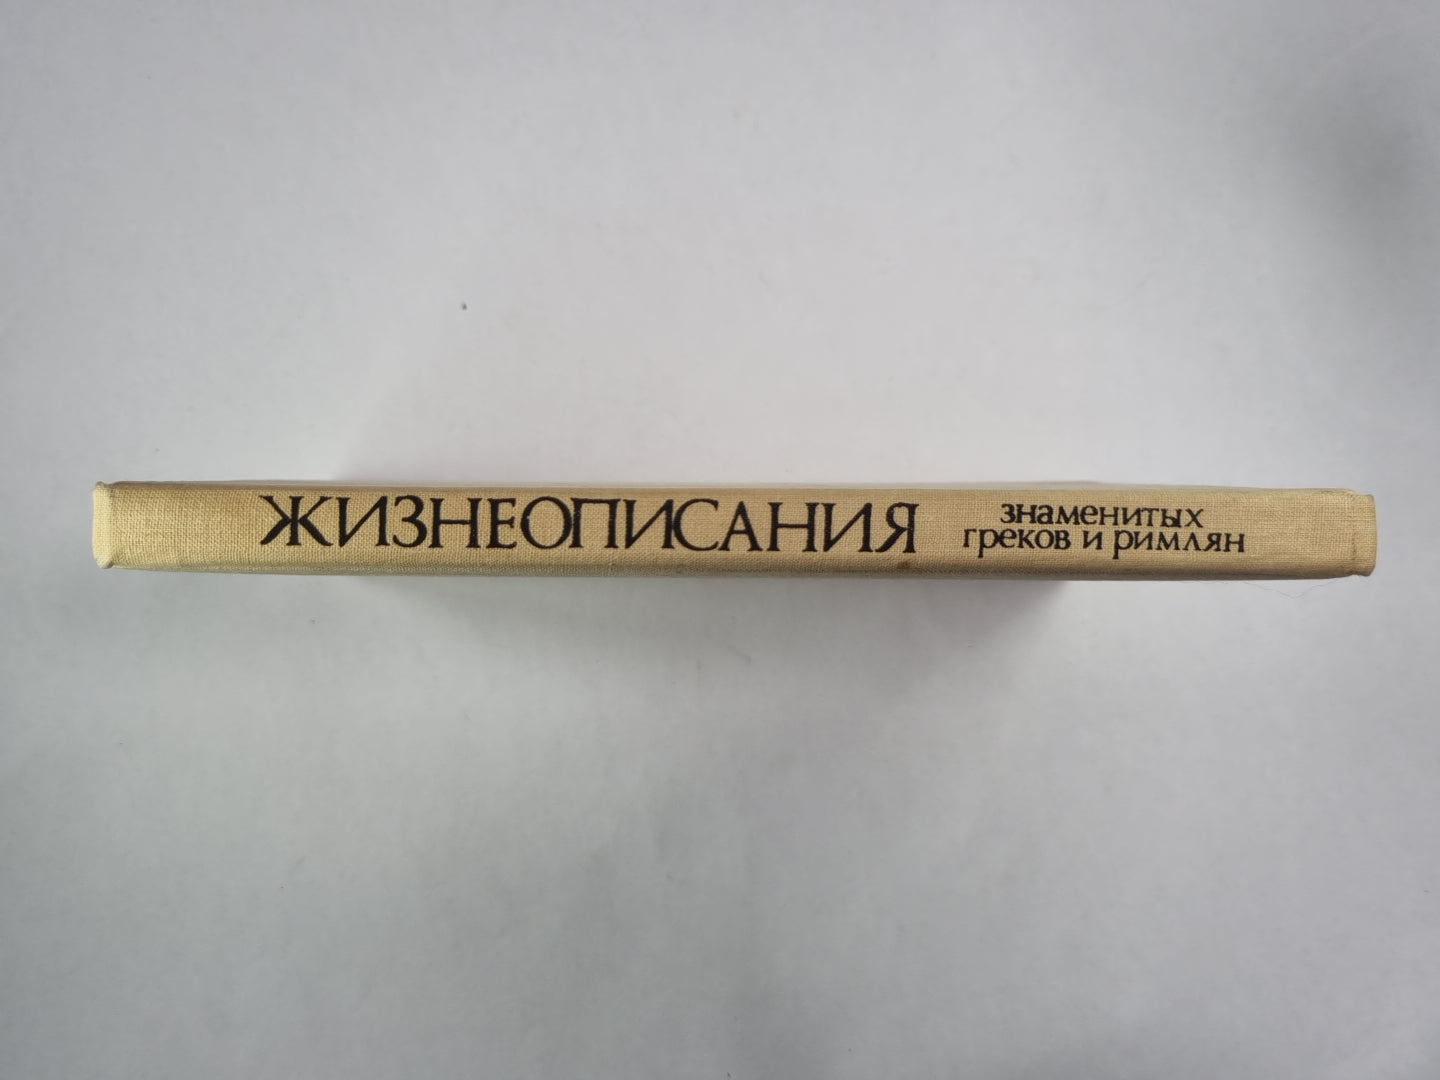 ЖИЗНЕОПИСАНИЯ
знаменитых
греков и римлян